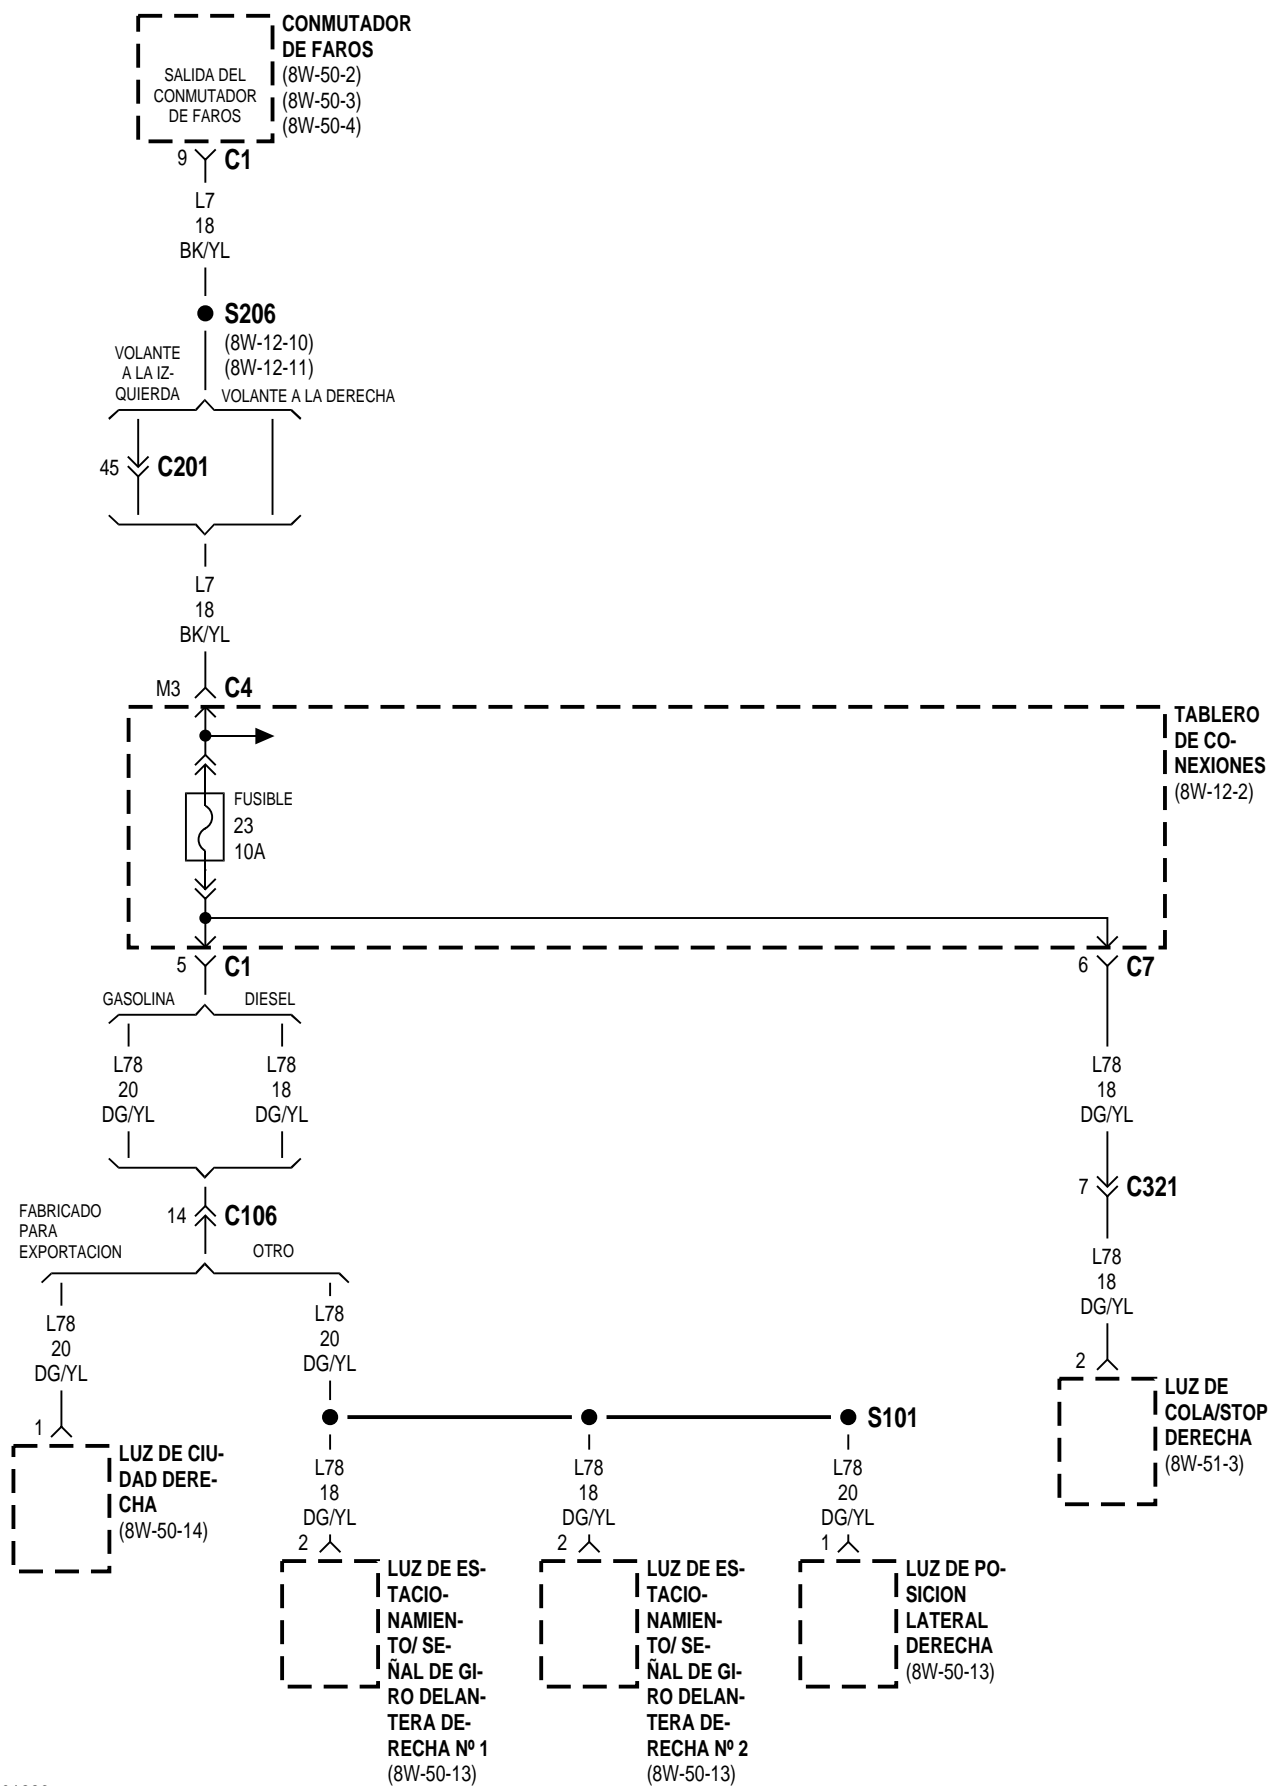 CONMUTADOR
DE FAROS
(8W-50-2)
(8W-50-3)
(8W-50-4)
SALIDA DEL
CONMUTADOR
DE FAROS
9 C1
L7
18
BK/YL
S206
(8W-12-10)
(8W-12-11)
VOLANTE
A LA IZ-
QUIERDA
VOLANTE A LA DERECHA
45 C201
L7
18
BK/YL
M3 C4
TABLERO
DE CO-
NEXIONES
(8W-12-2)
FUSIBLE
23
10A
5 C1
6 C7
GASOLINA DIESEL
L78
20
DG/YL
L78
18
DG/YL
L78
18
DG/YL
14 C106
7 C321
FABRICADO
PARA
EXPORTACION
OTRO
L78
20
DG/YL
L78
20
DG/YL
L78
18
DG/YL
2
LUZ DE
COLA/STOP
DERECHA
(8W-51-3)
S101
1
LUZ DE CIU-
DAD DERE-
CHA
(8W-50-14)
L78
18
DG/YL
2
L78
18
DG/YL
2
L78
20
DG/YL
1
LUZ DE ES-
TACIO-
NAMIEN-
TO/ SE-
ÑAL DE GI-
RO DELAN-
TERA DE-
RECHA Nº 1
(8W-50-13)
LUZ DE ES-
TACIO-
NAMIEN-
TO/ SE-
ÑAL DE GI-
RO DELAN-
TERA DE-
RECHA Nº 2
(8W-50-13)
LUZ DE PO-
SICION
LATERAL
DERECHA
(8W-50-13)